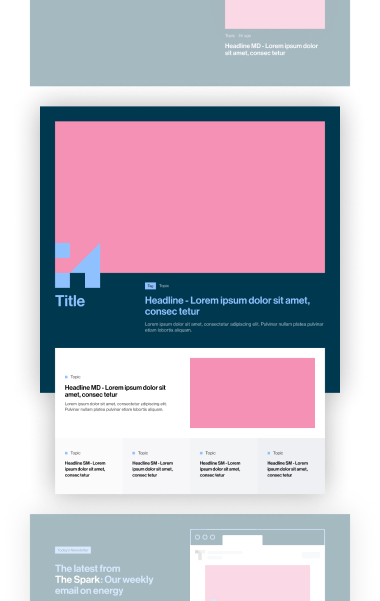 Topic
Headline MD - Lorem ipsum dolor
sit amet, consec tetur
Tag Topic
Title
Headline - Lorem ipsum dolor sit amet,
consec tetur
Lorem ipsum dolor sit amet, consectetur adipiscing elit. Pulvinar nullam platea pulvinar
etiam lobortis aliquam.
Topic
Headline MD - Lorem ipsum dolor sit
amet, consec tetur
Lorem ipsum dolor sit amet, consectetur adipiscing elit.
Pulvinar nullam platea pulvinar etiam lobortis aliquam.
Topic
Headline SM - Lorem
ipsum dolor sit amet,
consec tetur
Topic
Headline SM - Lorem
ipsum dolor sit amet,
consec tetur
Topic
Headline SM - Lorem
ipsum dolor sit amet,
consec tetur
Topic
Headline SM - Lorem
ipsum dolor sit amet,
consec tetur
The latest from
The Spark: Our weekly
email on energy